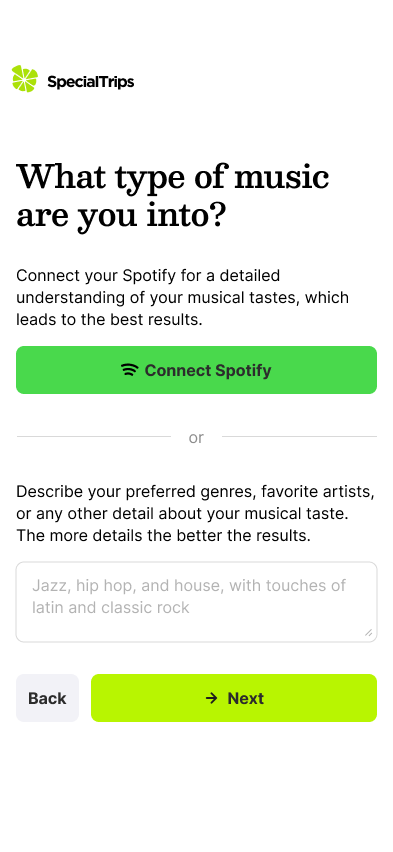 SpecialTrips
What type of music
are you into?
Connect your Spotify for a detailed
understanding of your musical tastes, which
leads to the best results.
Connect Spotify
or
Describe your preferred genres, favorite artists,
or any other detail about your musical taste.
The more details the better the results.
Jazz, hip hop, and house, with touches of
latin and classic rock
Back
Next